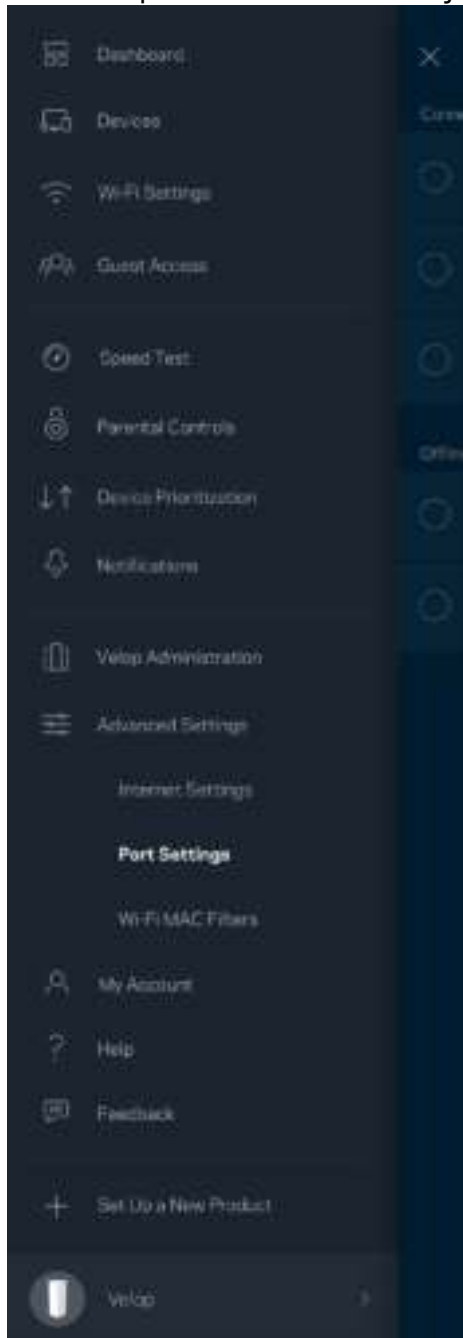 Dashboard
Devices
Wi-Fi Settings
Guest Access
Speed Test
Parental Controls
Device Prioritization
Notifications
Velop Administration
Advanced Settings
Internet Settings
Port Settings
Wi-Fi MAC Filters
My Account
Help
Feedback
Set Up a New Product
Velop